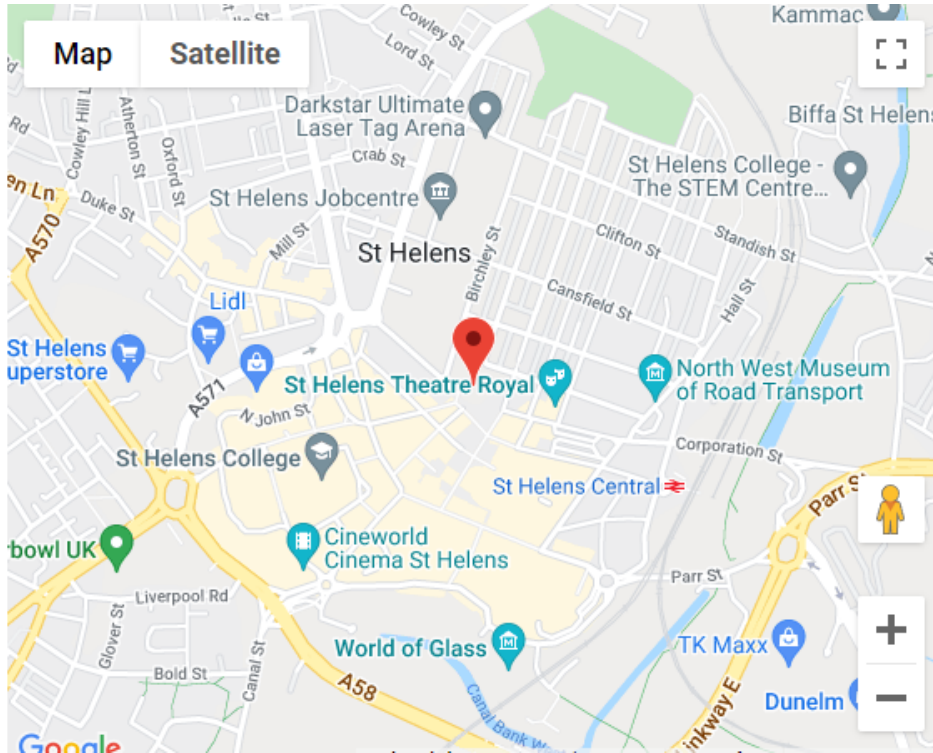 Cowley St
Kammac
Map
Satellite
Lord St
Rd
Cowley Hill L
Atherton St
Oxford St
Darkstar Ultimate
Laser Tag Arena
Biffa St Helens
Crab St
St Helens College -
The STEM Centre...
en Ln
Duke St
St Helens Jobcentre
A570
Mill St
St Helens
Birchley St
Clifton St
Standish St
Cansfield St
Hall St
Lidl
St Helens
uperstore
A571
St Helens Theatre Royal
North West Museum
of Road Transport
N John St
St Helens College
Corporation St
St Helens Central
Parr St
rbowl UK
Cineworld
Cinema St Helens
Parr St
Liverpool Rd
Glover St
World of Glass
TK Maxx
Bold St
Canal St
A58
Canal Bank W
Dunelm
inkway E
Google